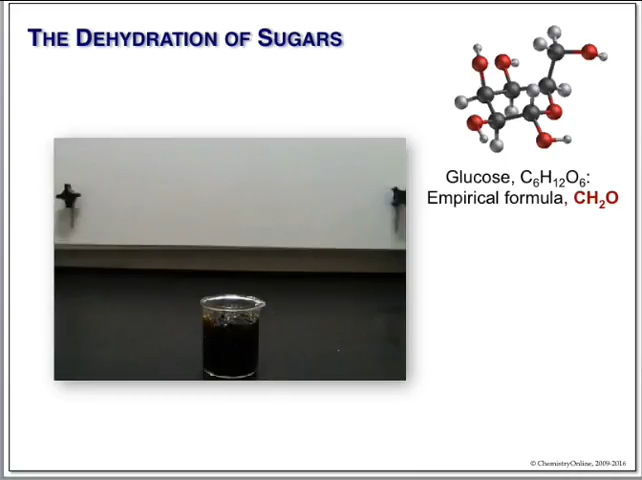 THE DEHYDRATION OF SUGARS
Glucose, C₆H₁₂O₆:
Empirical formula, CH₂O
© ChemistryOnline, 2009-2016